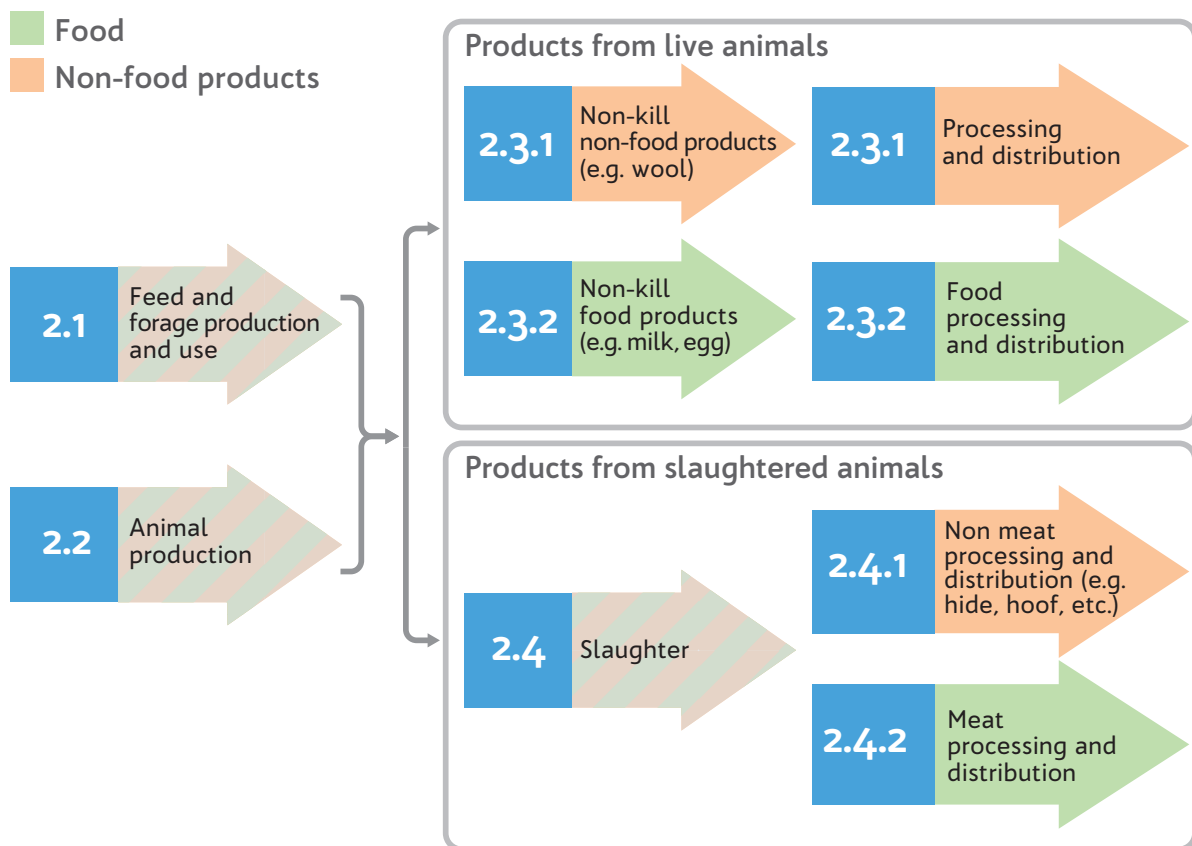 Food
Non-food products
2.1
Feed and
forage production
and use
2.2
Animal
production
Products from live animals
2.3.1
Non-kill
non-food products
(e.g. wool)
2.3.1
Processing
and distribution
2.3.2
Non-kill
food products
(e.g. milk, egg)
2.3.2
Food
processing
and distribution
Products from slaughtered animals
2.4
Slaughter
2.4.1
Non meat
processing and
distribution (e.g.
hide, hoof, etc.)
2.4.2
Meat
processing and
distribution